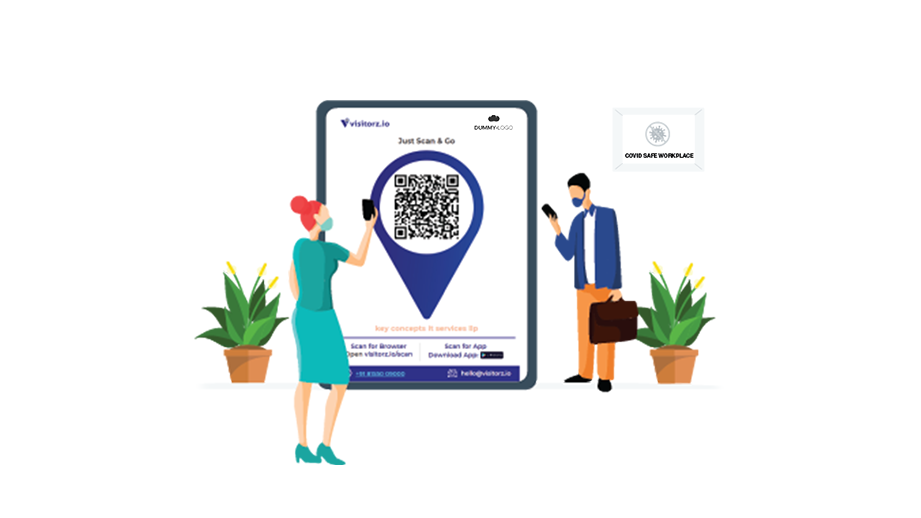 visitorz.io
DUMMY LOGO
Just Scan & Go
COVID SAFE WORKPLACE
key concepts it services llp
Scan for Browser
Open visitorz.io/scan
Scan for App
Download App:
hello@visitorz.io